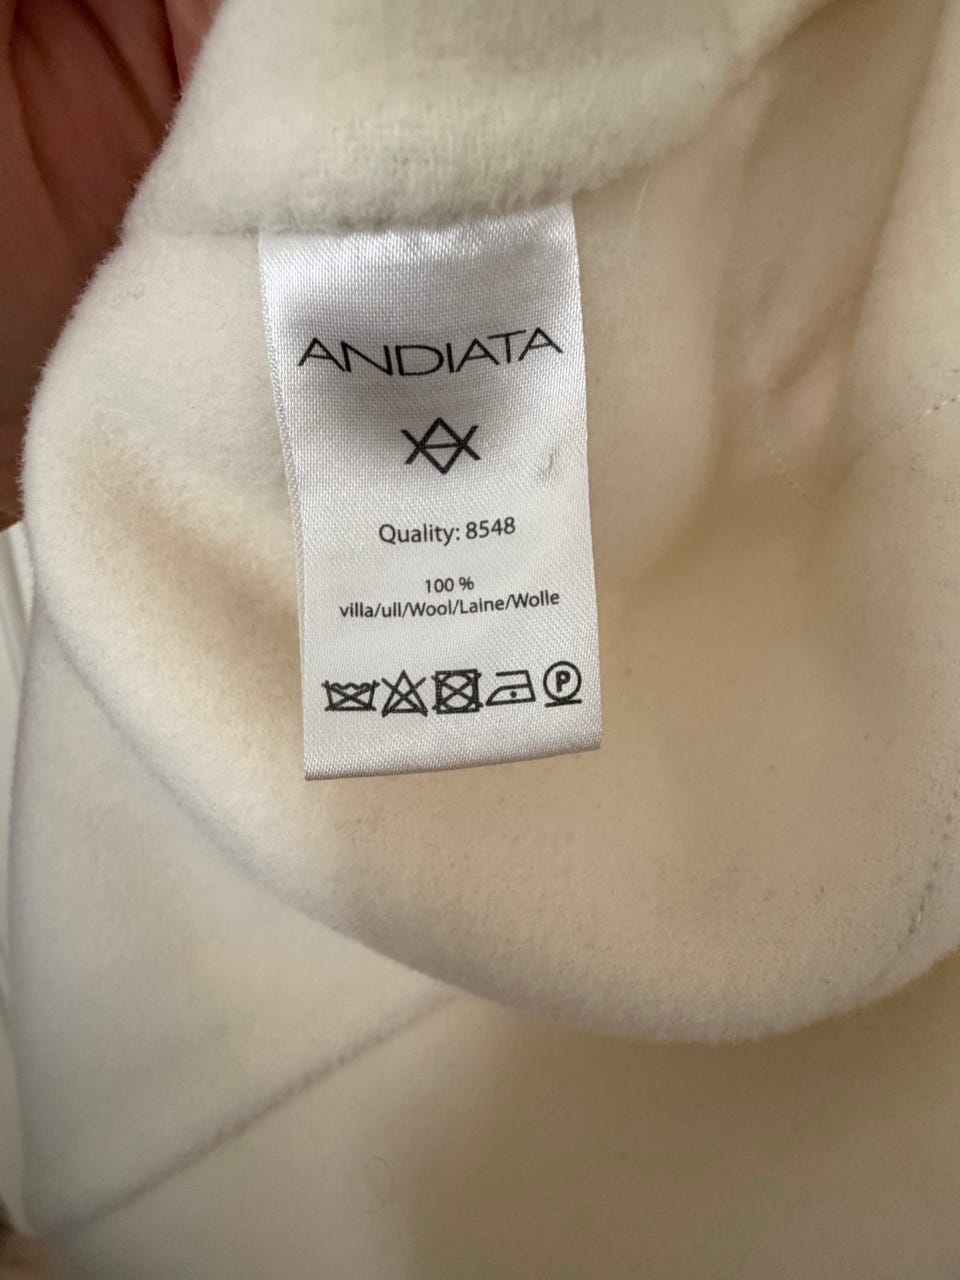 ANDIATA
Quality: 8548
100 %
villa/ull/Wool/Laine/Wolle
P